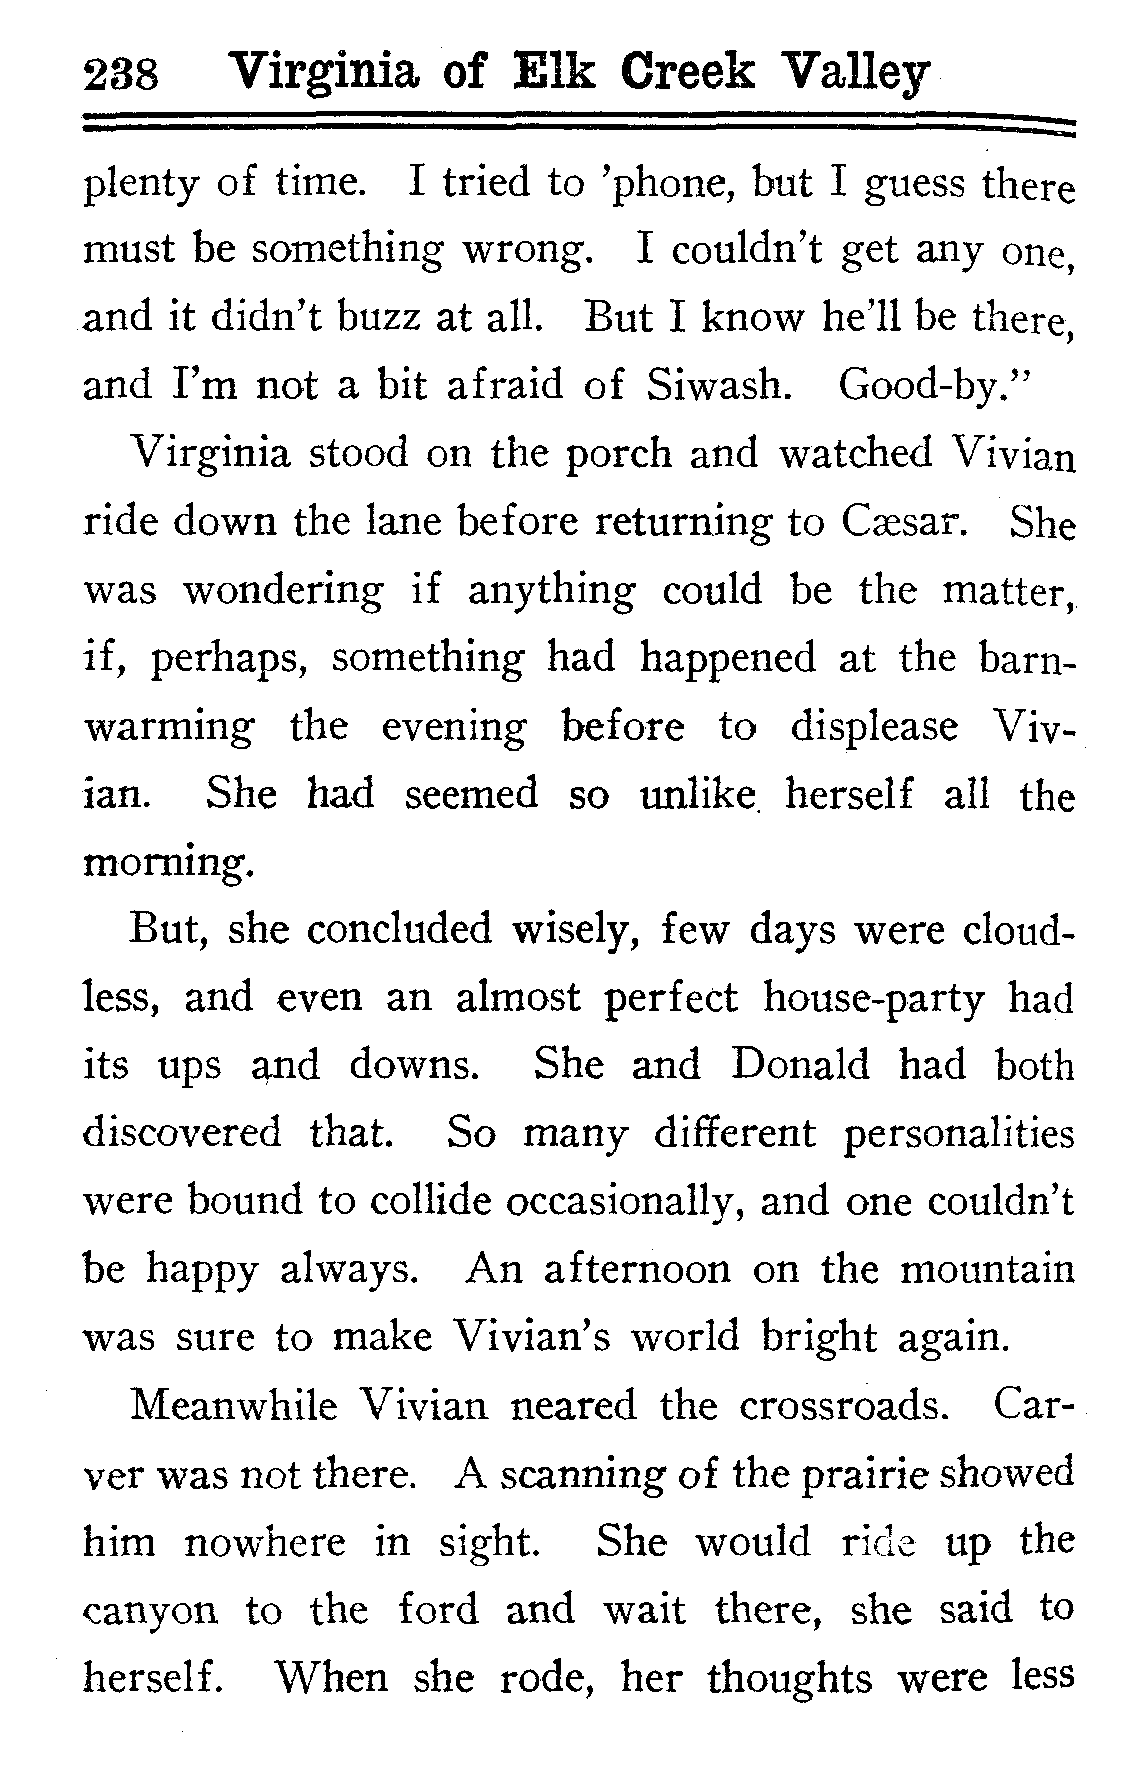 238 Virginia of Elk Creek Valley
plenty of time. I tried to ’phone, but I guess there
must be something wrong. I couldn’t get any one,
and it didn’t buzz at all. But I know he’ll be there,
and I’m not a bit afraid of Siwash. Good-by.”
Virginia stood on the porch and watched Vivian
ride down the lane before returning to Cæsar. She
was wondering if anything could be the matter,
if, perhaps, something had happened at the barn-
warming the evening before to displease Viv-
ian. She had seemed so unlike herself all the
morning.
But, she concluded wisely, few days were cloud-
less, and even an almost perfect house-party had
its ups and downs. She and Donald had both
discovered that. So many different personalities
were bound to collide occasionally, and one couldn’t
be happy always. An afternoon on the mountain
was sure to make Vivian’s world bright again.
Meanwhile Vivian neared the crossroads. Car-
ver was not there. A scanning of the prairie showed
him nowhere in sight. She would ride up the
canyon to the ford and wait there, she said to
herself. When she rode, her thoughts were less